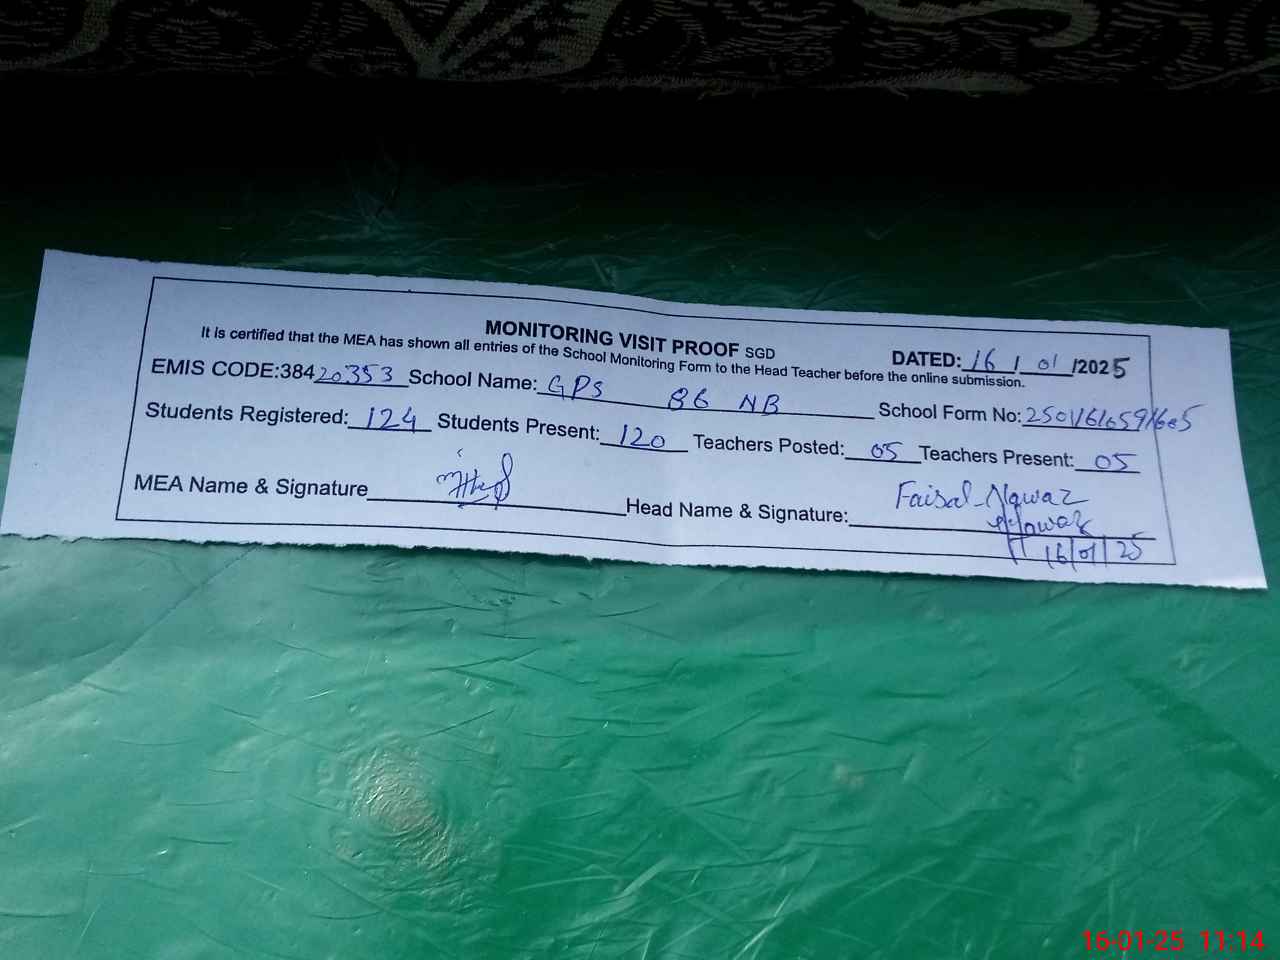 MONITORING VISIT PROOF SGD
DATED: 16 / 01 /2025
It is certified that the MEA has shown all entries of the School Monitoring Form to the Head Teacher before the online submission.
EMIS CODE:38420353 School Name: GPS 86 NB School Form No:
Students Registered: 124 Students Present: 120 Teachers Posted: 05 Teachers Present: 05
MEA Name & Signature Head Name & Signature: Faisal Nawaz
Nawaz
16/01/25
16-01-25 11:14